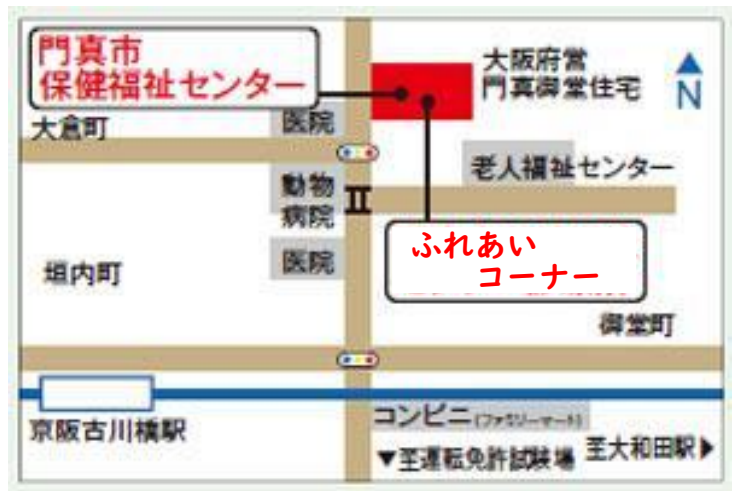 門真市
保健福祉センター
大阪府営
門真御堂住宅
N
大倉町
医院
老人福祉センター
動物
病院
ふれあい
コーナー
医院
垣内町
御堂町
京阪古川橋駅
コンビニ(ファミリーマート)
▼至運転免許試験場
至大和田駅▶